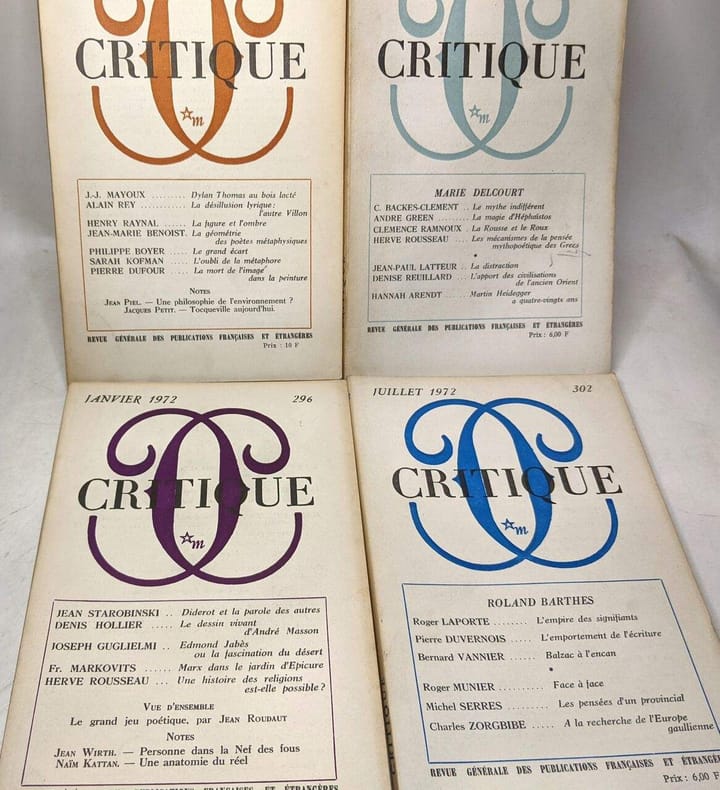 CRITIQUE
m
J.-J. MAYOUX ......... Dylan Thomas au bois lacté
ALAIN REY .......... La désillusion lyrique :
l'autre Villon
HENRY RAYNAL ...... La figure et l'ombre
JEAN-MARIE BENOIST. La géométrie
des poètes métaphysiques
PHILIPPE BOYER .... Le grand écart
SARAH KOFMAN ..... L'oubli de la métaphore
PIERRE DUFOUR .... La mort de l'image
dans la peinture
NOTES
JEAN PIEL. — Une philosophie de l'environnement ?
JACQUES PETIT. — Tocqueville aujourd'hui.
REVUE GÉNÉRALE DES PUBLICATIONS FRANÇAISES ET ÉTRANGÈRES
Prix : 10 F
CRITIQUE
m
MARIE DELCOURT
C. BACKES-CLEMENT .. Le mythe indifférent
ANDRE GREEN ......... La magie d'Héphaïstos
CLEMENCE RAMNOUX .. La Rousse et le Roux
HERVE ROUSSEAU ... Les mécanismes de la pensée
mythopoétique des Grecs
JEAN-PAUL LATTEUR .. La distraction
DENISE REUILLARD .. L'apport des civilisations
de l'ancien Orient
HANNAH ARENDT ..... Martin Heidegger
a quatre-vingts ans
REVUE GÉNÉRALE DES PUBLICATIONS FRANÇAISES ET ÉTRANGÈRES
Prix : 6,00 F
JANVIER 1972 296
CRITIQUE
m
JEAN STAROBINSKI .. Diderot et la parole des autres
DENIS HOLLIER ..... Le dessin vivant
d'André Masson
JOSEPH GUGLIELMI .. Edmond Jabès
ou la fascination du désert
Fr. MARKOVITS ...... Marx dans le jardin d'Epicure
HERVE ROUSSEAU ... Une histoire des religions
est-elle possible ?
VUE D'ENSEMBLE
Le grand jeu poétique, par JEAN ROUDAUT
NOTES
JEAN WIRTH. — Personne dans la Nef des fous
NAÏM KATTAN. — Une anatomie du réel
PUBLICATIONS FRANÇAISES ET ÉTRANGÈRES
JUILLET 1972 302
CRITIQUE
m
ROLAND BARTHES
Roger LAPORTE ........ L'empire des signifiants
Pierre DUVERNOIS ..... L'emportement de l'écriture
Bernard VANNIER ...... Balzac à l'encan
Roger MUNIER .......... Face à face
Michel SERRES .......... Les pensées d'un provincial
Charles ZORGBIBE ..... A la recherche de l'Europe
gaullienne
REVUE GÉNÉRALE DES PUBLICATIONS FRANÇAISES ET ÉTRANGÈRES
Prix : 6,00 F